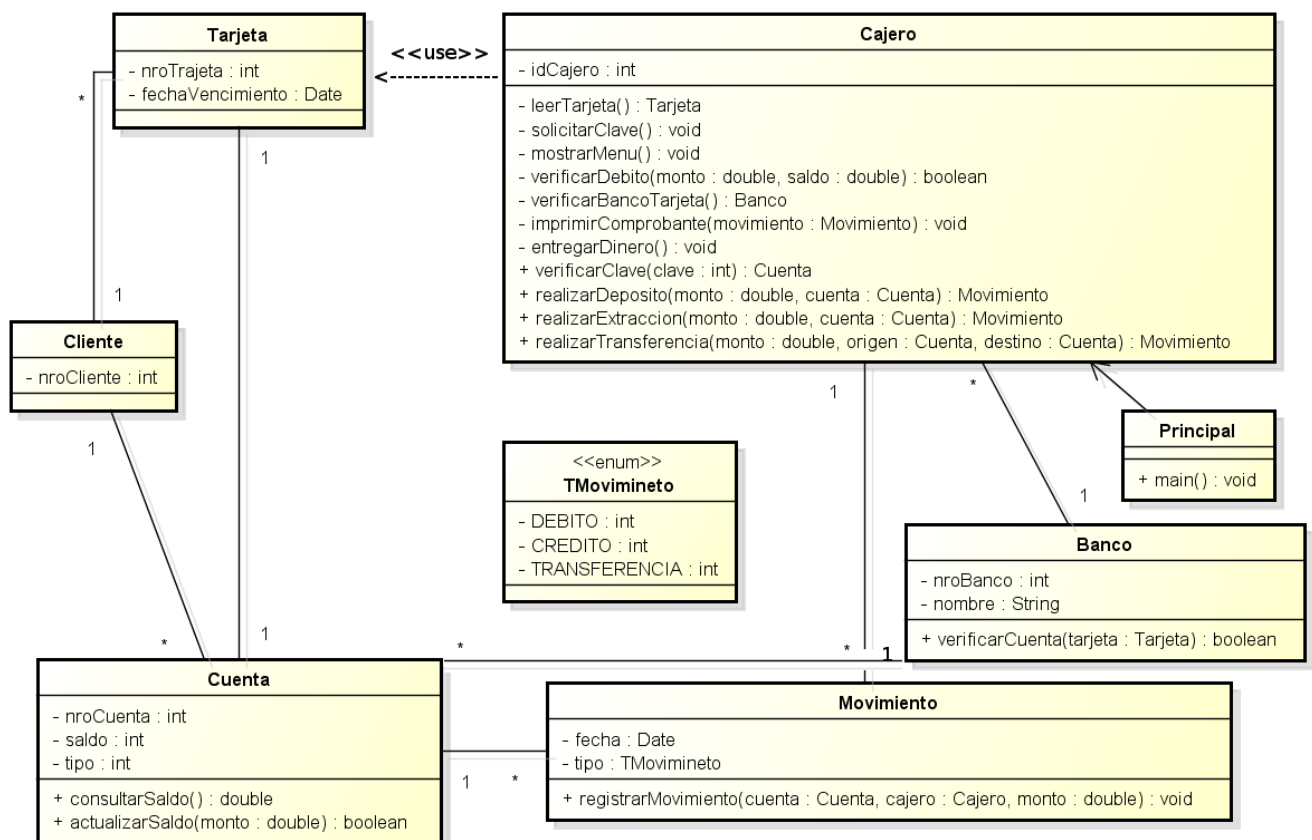 Tarjeta
- nroTrajeta : int
- fechaVencimiento : Date
<<use>>
Cajero
- idCajero : int
- leerTarjeta() : Tarjeta
- solicitarClave() : void
- mostrarMenu() : void
- verificarDebito(monto : double, saldo : double) : boolean
- verificarBancoTarjeta() : Banco
- imprimirComprobante(movimiento : Movimiento) : void
- entregarDinero() : void
+ verificarClave(clave : int) : Cuenta
+ realizarDeposito(monto : double, cuenta : Cuenta) : Movimiento
+ realizarExtraccion(monto : double, cuenta : Cuenta) : Movimiento
+ realizarTransferencia(monto : double, origen : Cuenta, destino : Cuenta) : Movimiento
*
1
1
Cliente
- nroCliente : int
1
1
*
Principal
+ main() : void
<<enum>>
TMovimineto
- DEBITO : int
- CREDITO : int
- TRANSFERENCIA : int
1
Banco
- nroBanco : int
- nombre : String
+ verificarCuenta(tarjeta : Tarjeta) : boolean
*
1
*
*
1
Cuenta
- nroCuenta : int
- saldo : int
- tipo : int
+ consultarSaldo() : double
+ actualizarSaldo(monto : double) : boolean
1
*
Movimiento
- fecha : Date
- tipo : TMovimineto
+ registrarMovimiento(cuenta : Cuenta, cajero : Cajero, monto : double) : void